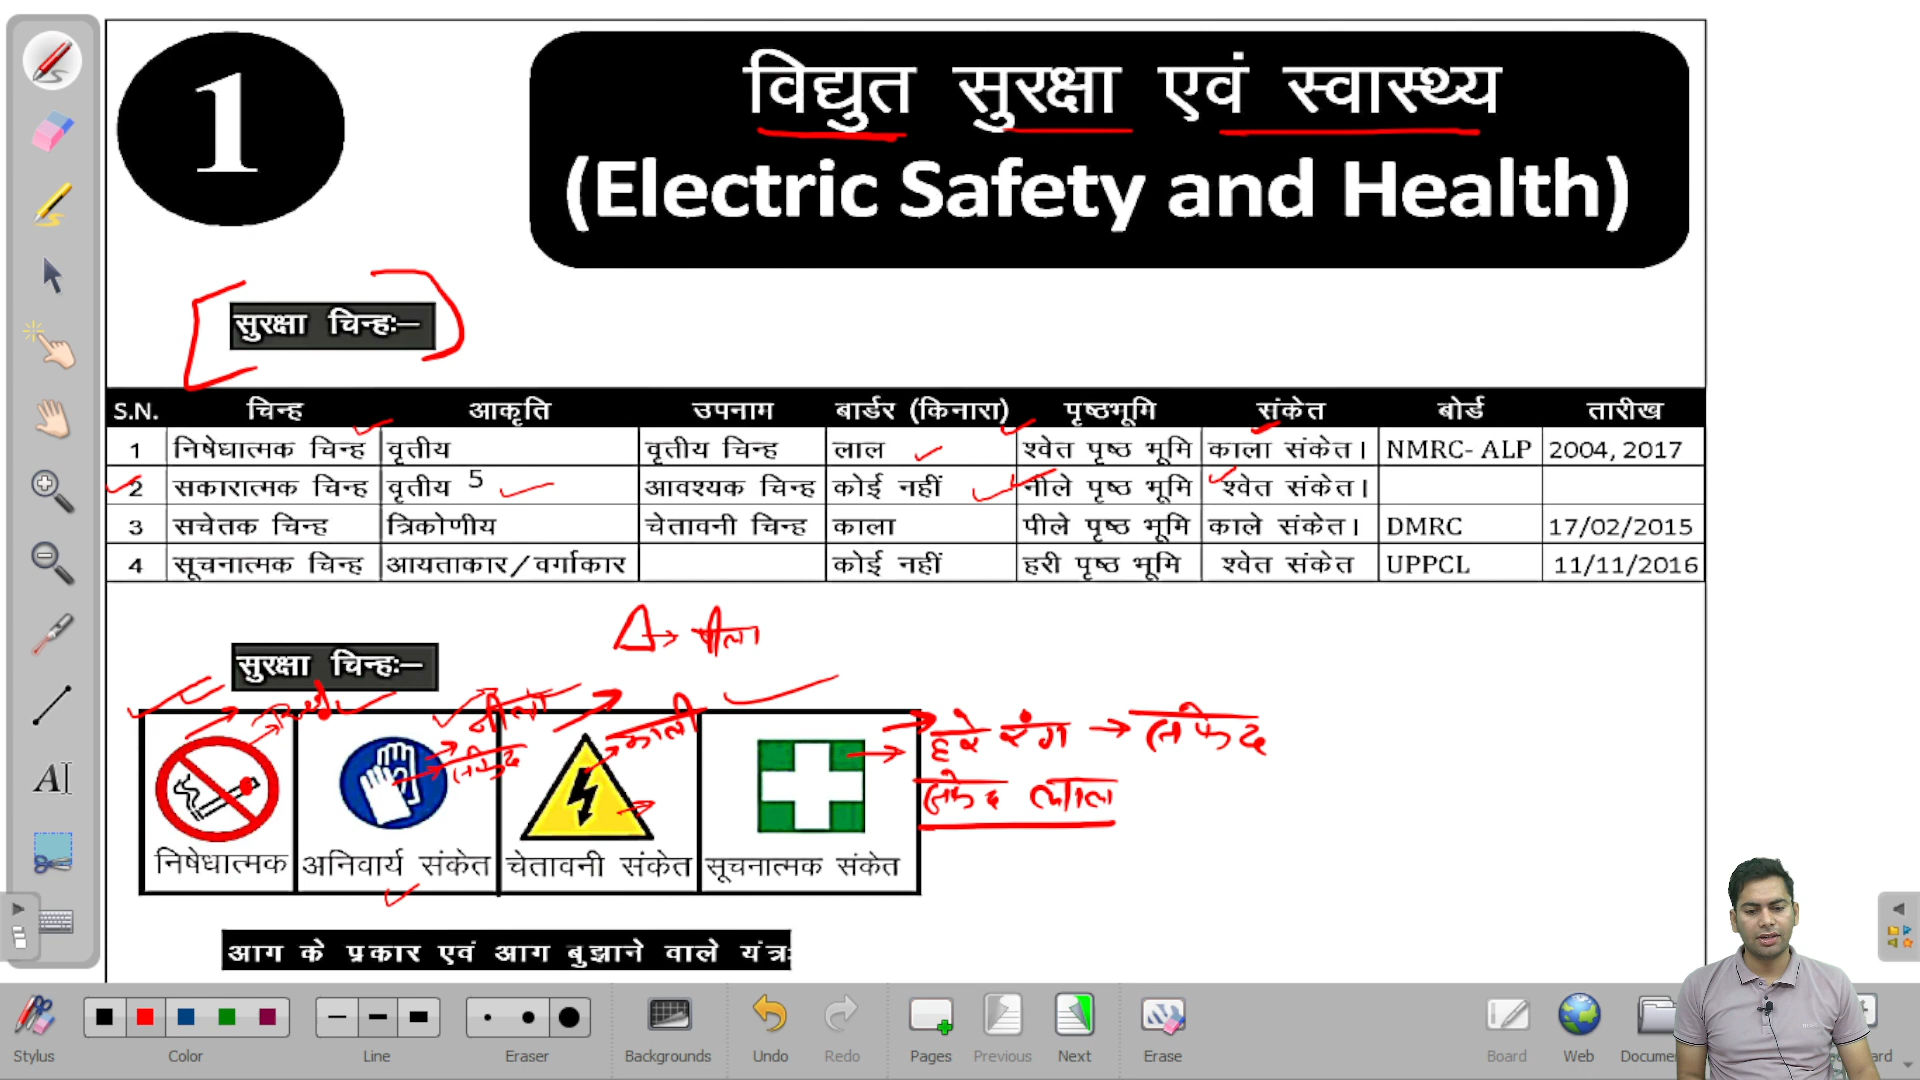 1
विद्युत सुरक्षा एवं स्वास्थ्य
(Electric Safety and Health)
सुरक्षा चिन्हः—
S.N. चिन्ह आकृति उपनाम बार्डर (किनारा) पृष्ठभूमि संकेत बोर्ड तारीख
1 निषेधात्मक चिन्ह वृतीय वृतीय चिन्ह लाल श्वेत पृष्ठ भूमि काला संकेत। NMRC- ALP 2004, 2017
2 सकारात्मक चिन्ह वृतीय 5 आवश्यक चिन्ह कोई नहीं नीले पृष्ठ भूमि श्वेत संकेत।
3 सचेतक चिन्ह त्रिकोणीय चेतावनी चिन्ह काला पीले पृष्ठ भूमि काले संकेत। DMRC 17/02/2015
4 सूचनात्मक चिन्ह आयताकार/वर्गाकार कोई नहीं हरी पृष्ठ भूमि श्वेत संकेत UPPCL 11/11/2016
पीला
सुरक्षा चिन्हः—
नीला काली हरे रंग सफेद
सफेद सफेद लाल
निषेधात्मक अनिवार्य संकेत चेतावनी संकेत सूचनात्मक संकेत
आग के प्रकार एवं आग बुझाने वाले यंत्र:
Stylus Color Line Eraser Backgrounds Undo Redo Pages Previous Next Erase Board Web